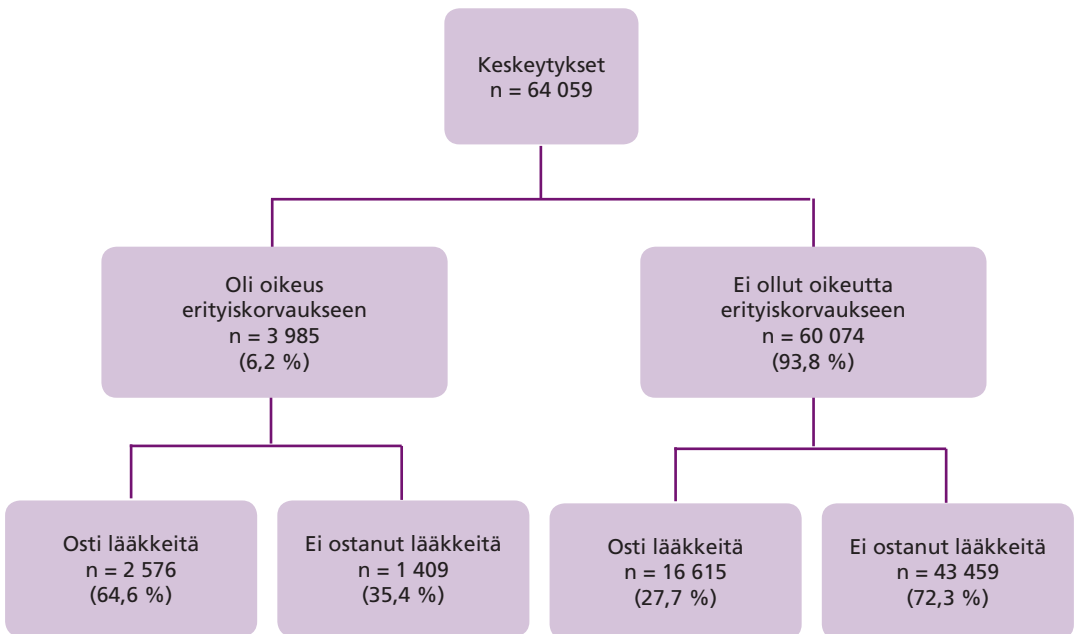 Keskeytykset
n = 64 059
Oli oikeus
erityiskorvaukseen
n = 3 985
(6,2 %)
Ei ollut oikeutta
erityiskorvaukseen
n = 60 074
(93,8 %)
Osti lääkkeitä
n = 2 576
(64,6 %)
Ei ostanut lääkkeitä
n = 1 409
(35,4 %)
Osti lääkkeitä
n = 16 615
(27,7 %)
Ei ostanut lääkkeitä
n = 43 459
(72,3 %)